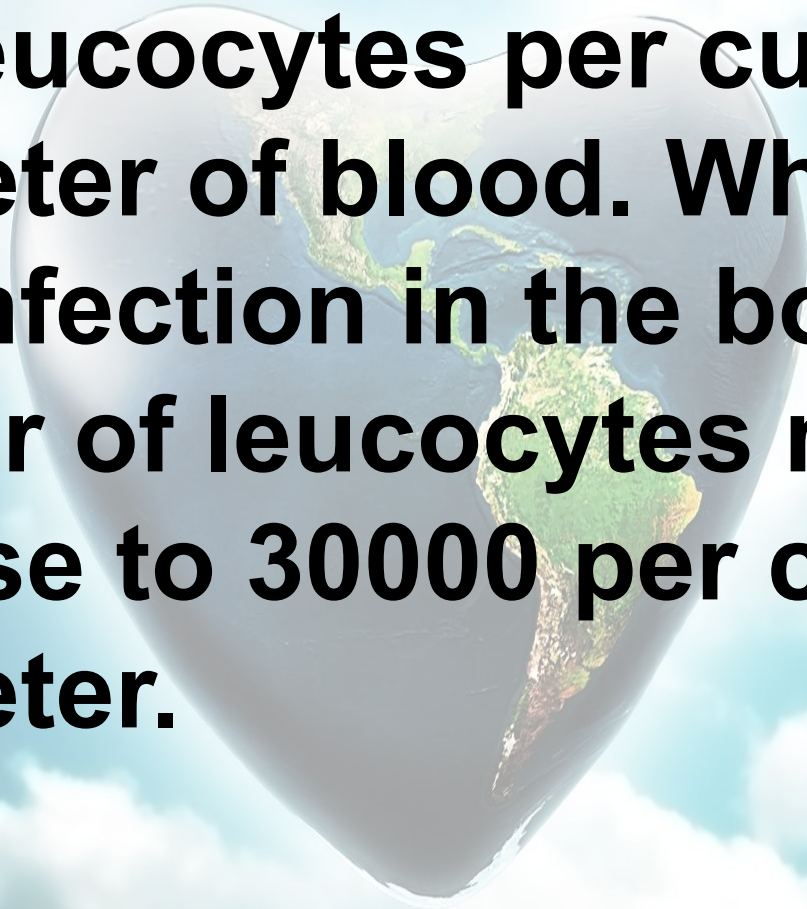 eucocytes per cu
eter of blood. Wh
nfection in the bo
r of leucocytes
se to 30000 per c
eter.